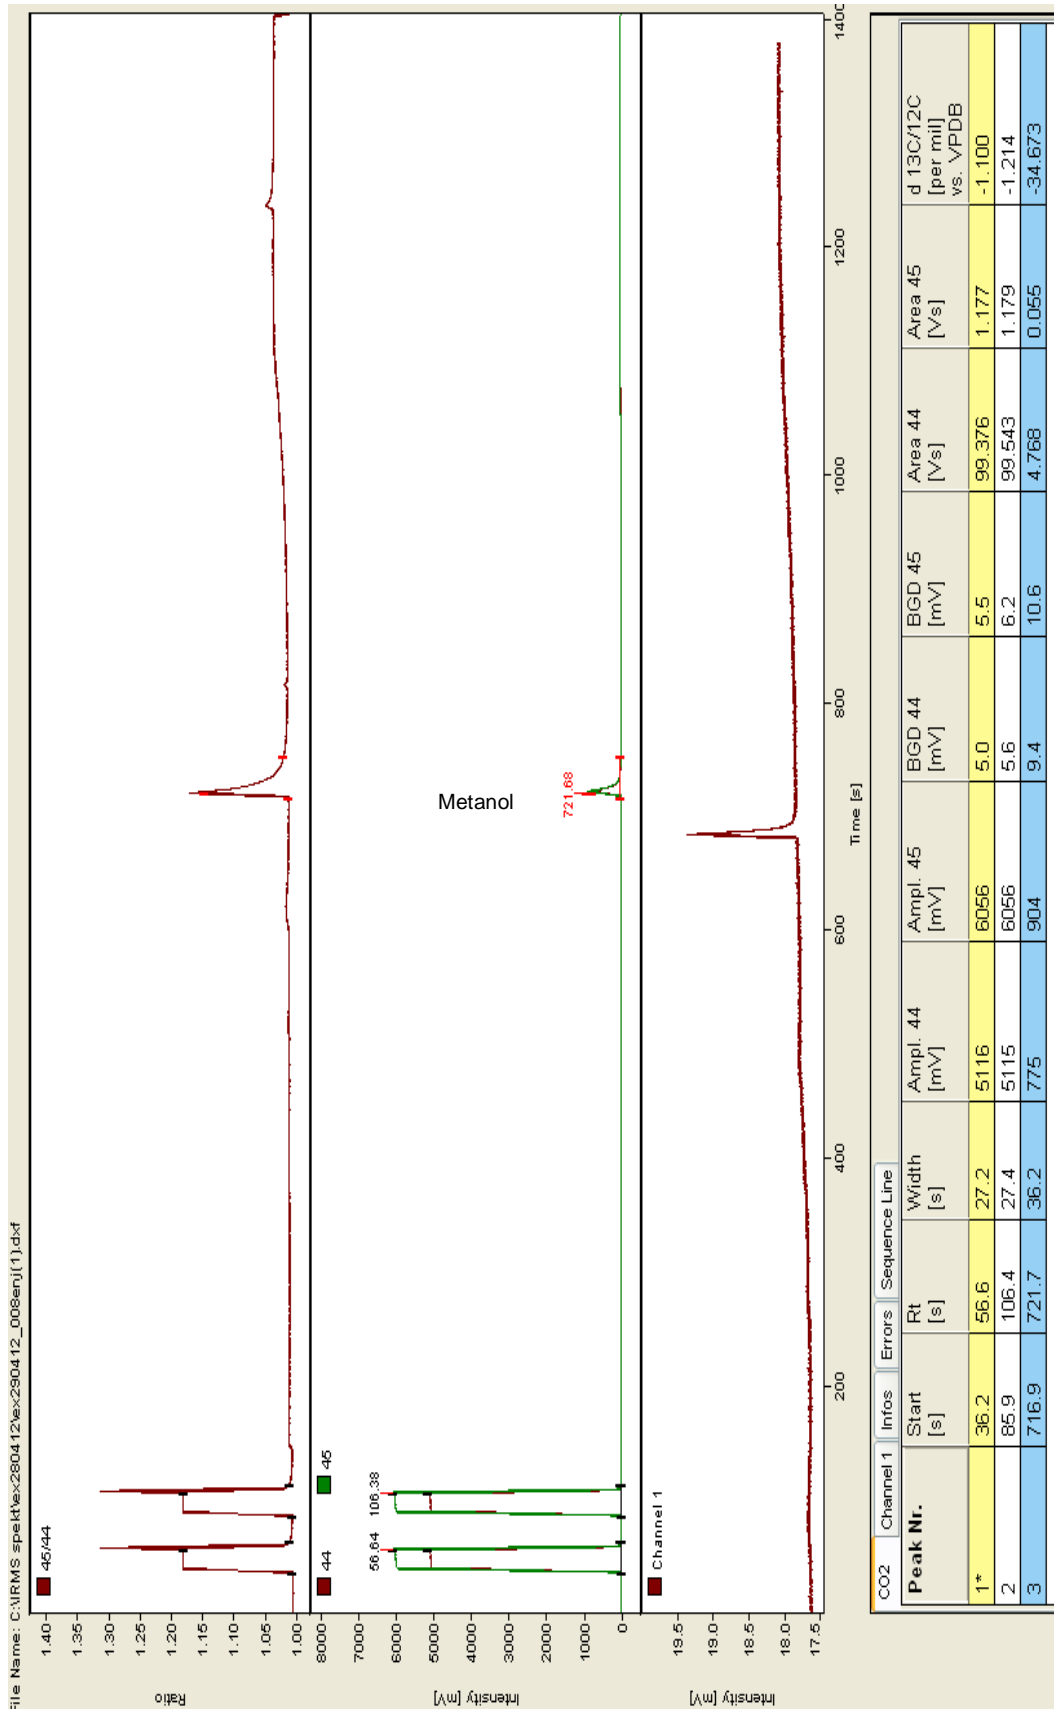 File Name: C:\IRMS spekt\ex280412\ex290412_008enj(1).dxf
45/44
Ratio
1.40
1.35
1.30
1.25
1.20
1.15
1.10
1.05
1.00
44 45
Intensity [mV]
8000
6000
4000
2000
0
56.64
106.38
Metanol
721.68
Channel 1
Intensity [mV]
19.5
19.0
18.5
18.0
17.5
200 400 600 800 1000 1200 1400
Time [s]
CO2 Channel 1 Infos Errors Sequence Line
Peak Nr. Start [s] Rt [s] Width [s] Ampl. 44 [mV] Ampl. 45 [mV] BGD 44 [mV] BGD 45 [mV] Area 44 [Vs] Area 45 [Vs] d 13C/12C [per mil] vs. VPDB
1* 36.2 56.6 27.2 5116 6056 5.0 5.5 99.376 1.177 -1.100
2 85.9 106.4 27.4 5115 6056 5.6 6.2 99.543 1.179 -1.214
3 716.9 721.7 36.2 775 904 9.4 10.6 4.768 0.055 -34.673